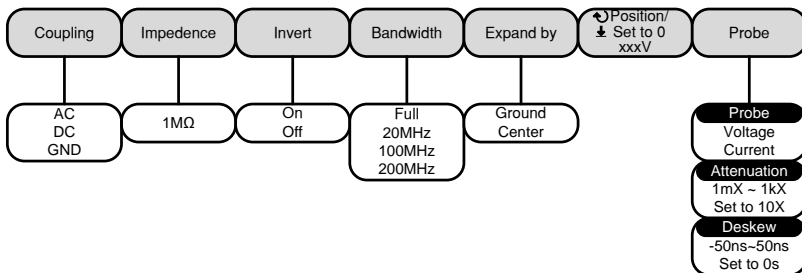 Coupling
Impedence
Invert
Bandwidth
Expand by
Position/
Set to 0
xxxV
Probe
AC
DC
GND
1MΩ
On
Off
Full
20MHz
100MHz
200MHz
Ground
Center
Probe
Voltage
Current
Attenuation
1mX ~ 1kX
Set to 10X
Deskew
-50ns~50ns
Set to 0s